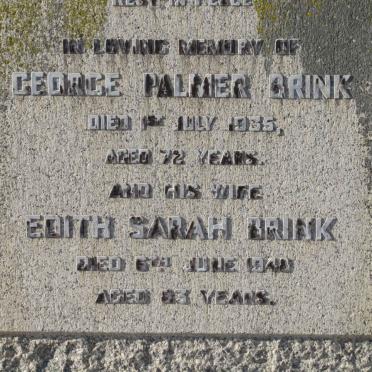 IN LOVING MEMORY OF
GEORGE PALMER BRINK
DIED 1ST JULY 1935,
AGED 72 YEARS.
AND HIS WIFE
EDITH SARAH BRINK
DIED 6TH JUNE 1940
AGED YEARS.